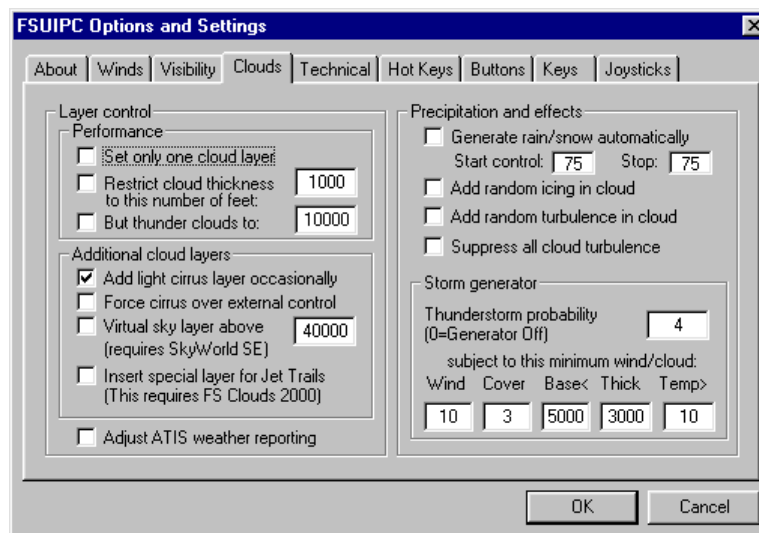 FSUIPC Options and Settings
About Winds Visibility Clouds Technical Hot Keys Buttons Keys Joysticks
Layer control
Performance
Set only one cloud layer
Restrict cloud thickness
to this number of feet:
1000
But thunder clouds to:
10000
Additional cloud layers
Add light cirrus layer occasionally
Force cirrus over external control
Virtual sky layer above
(requires SkyWorld SE)
40000
Insert special layer for Jet Trails
(This requires FS Clouds 2000)
Adjust ATIS weather reporting
Precipitation and effects
Generate rain/snow automatically
Start control: 75 Stop: 75
Add random icing in cloud
Add random turbulence in cloud
Suppress all cloud turbulence
Storm generator
Thunderstorm probability
(0=Generator Off)
4
subject to this minimum wind/cloud:
Wind Cover Base< Thick Temp>
10 3 5000 3000 10
OK Cancel